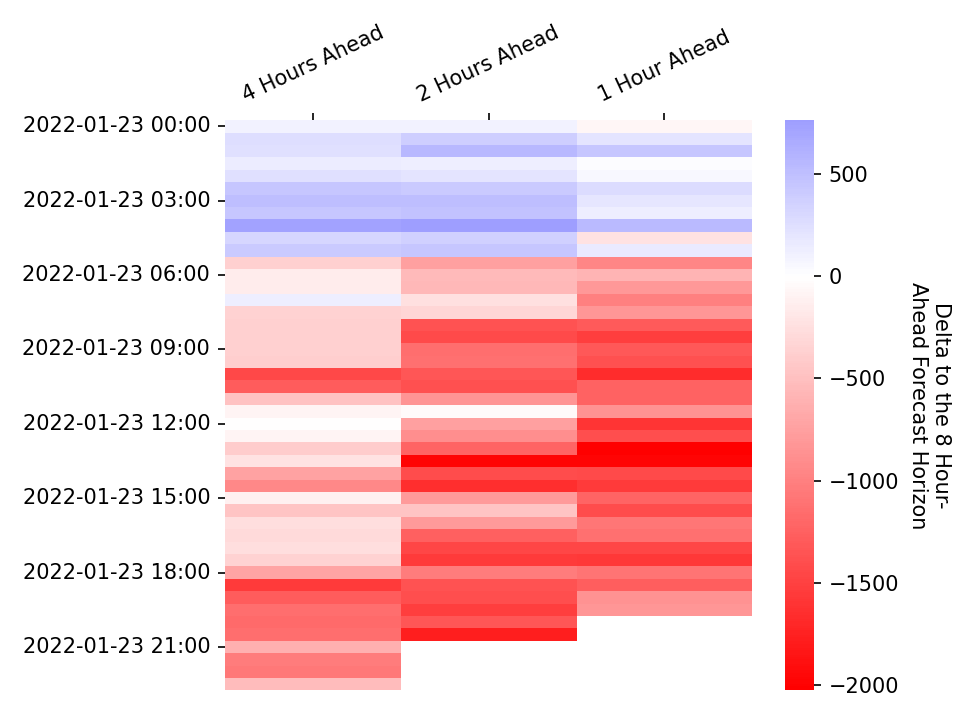 4 Hours Ahead
2 Hours Ahead
1 Hour Ahead
2022-01-23 00:00
2022-01-23 03:00
2022-01-23 06:00
2022-01-23 09:00
2022-01-23 12:00
2022-01-23 15:00
2022-01-23 18:00
2022-01-23 21:00
500
0
−500
−1000
−1500
−2000
Delta to the 8 Hour-
Ahead Forecast Horizon